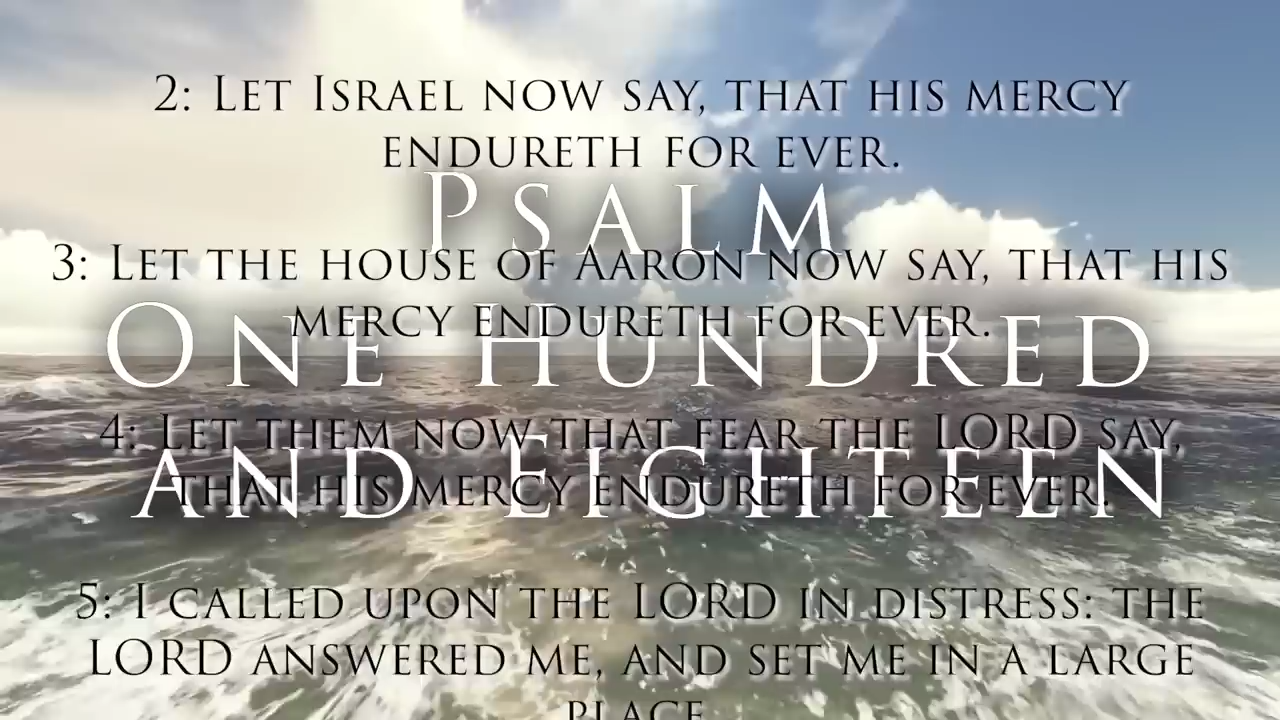 2: Let Israel now say, that his mercy
endureth for ever.
Psalm
3: Let the house of Aaron now say, that his
mercy endureth for ever.
One Hundred
4: Let them now that fear the LORD say,
that his mercy endureth for ever.
and Eighteen
5: I called upon the LORD in distress: the
LORD answered me, and set me in a large
place.